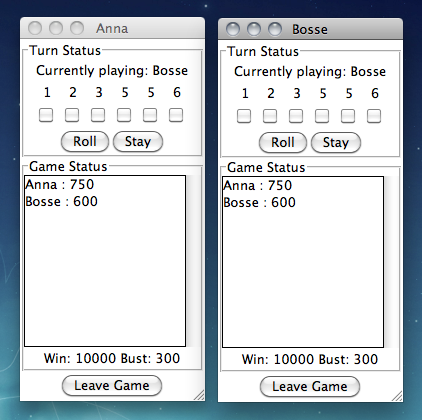 Anna
Turn Status
Currently playing: Bosse
1 2 3 5 5 6
Roll Stay
Game Status
Anna : 750
Bosse : 600
Win: 10000 Bust: 300
Leave Game
Bosse
Turn Status
Currently playing: Bosse
1 2 3 5 5 6
Roll Stay
Game Status
Anna : 750
Bosse : 600
Win: 10000 Bust: 300
Leave Game